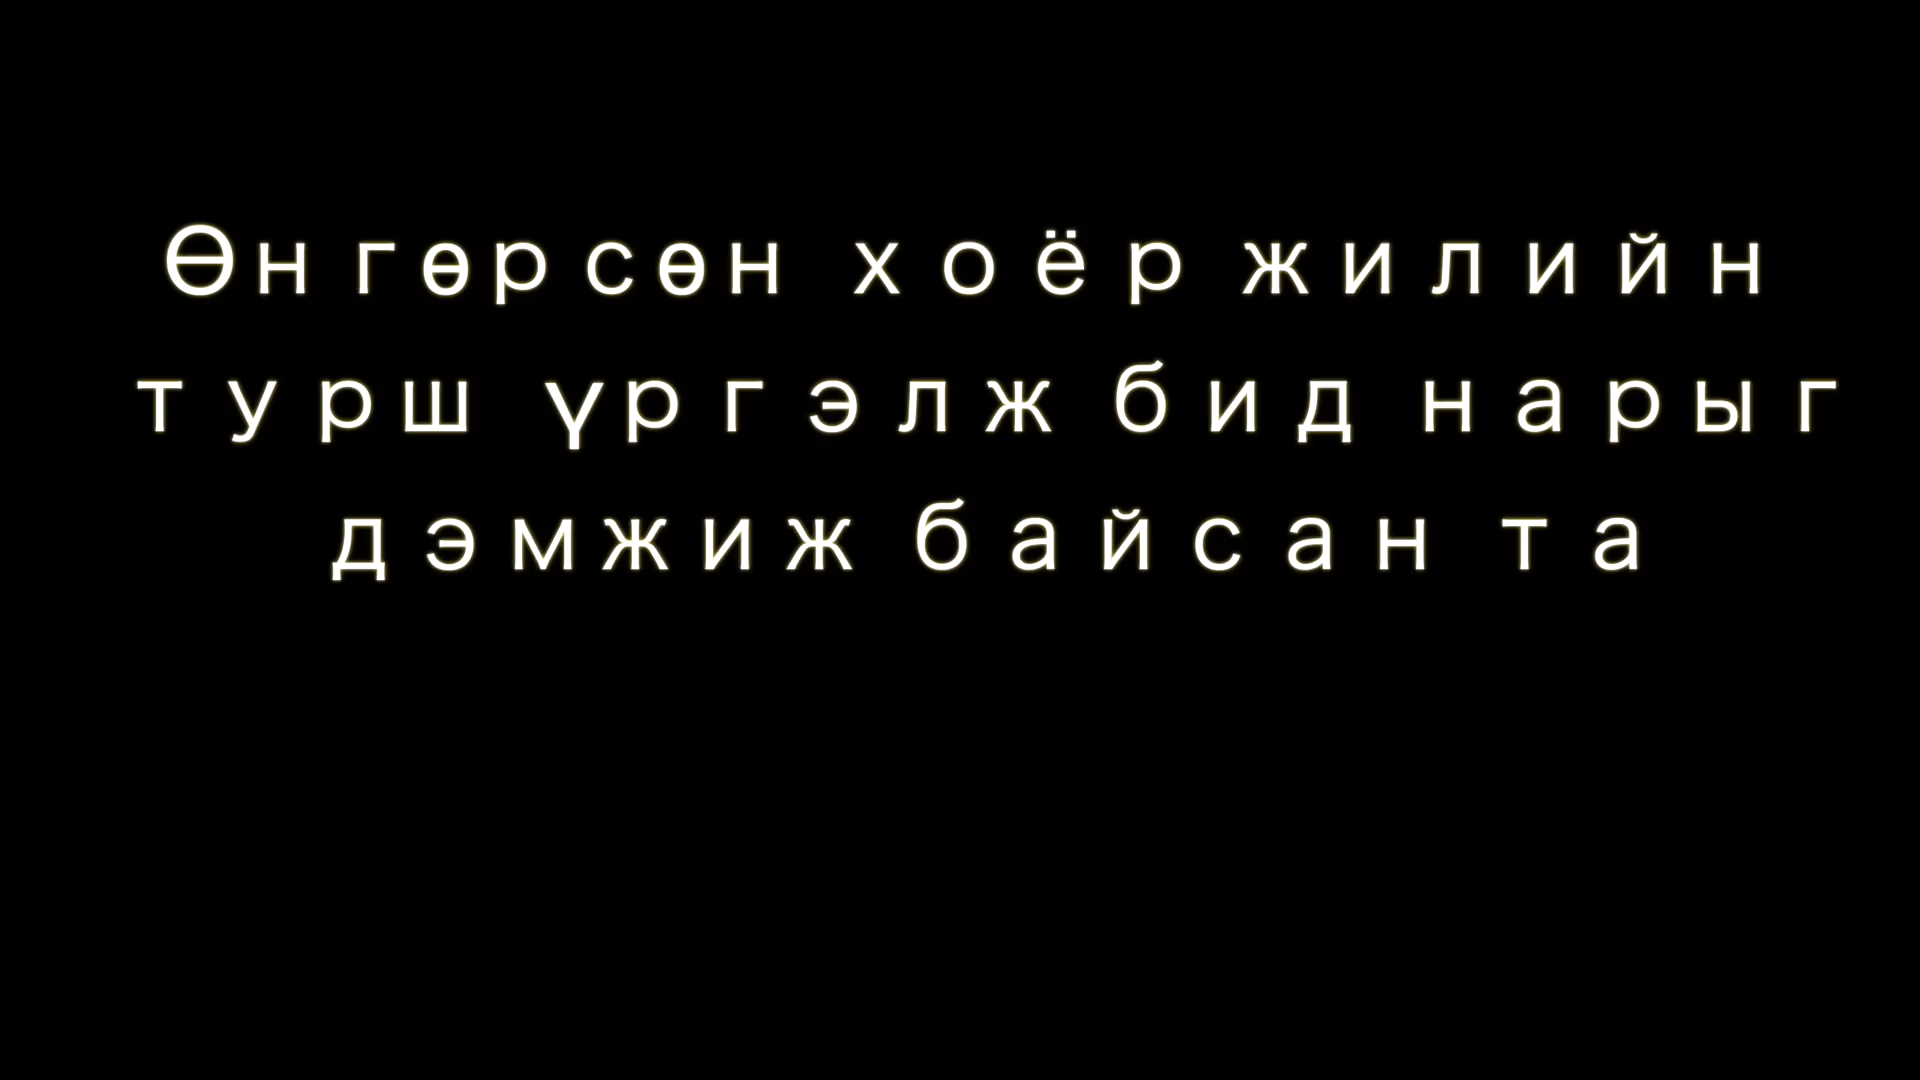 Өнгөрсөн хоёр жилийн
турш үргэлж бид нарыг
дэмжиж байсан та